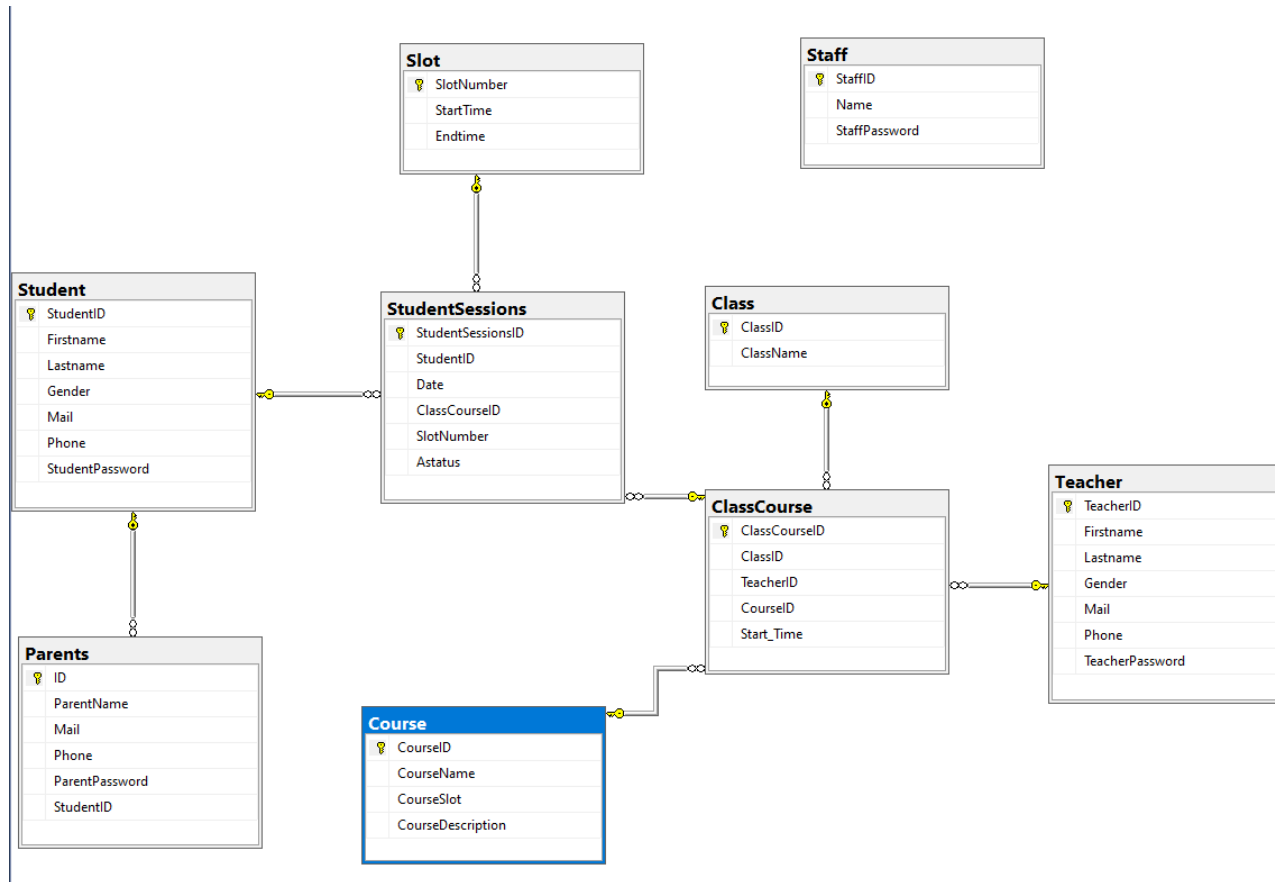 Slot
SlotNumber
StartTime
Endtime
Staff
StaffID
Name
StaffPassword
Student
StudentID
Firstname
Lastname
Gender
Mail
Phone
StudentPassword
StudentSessions
StudentSessionsID
StudentID
Date
ClassCourseID
SlotNumber
Astatus
Class
ClassID
ClassName
ClassCourse
ClassCourseID
ClassID
TeacherID
CourseID
Start_Time
Teacher
TeacherID
Firstname
Lastname
Gender
Mail
Phone
TeacherPassword
Parents
ID
ParentName
Mail
Phone
ParentPassword
StudentID
Course
CourseID
CourseName
CourseSlot
CourseDescription